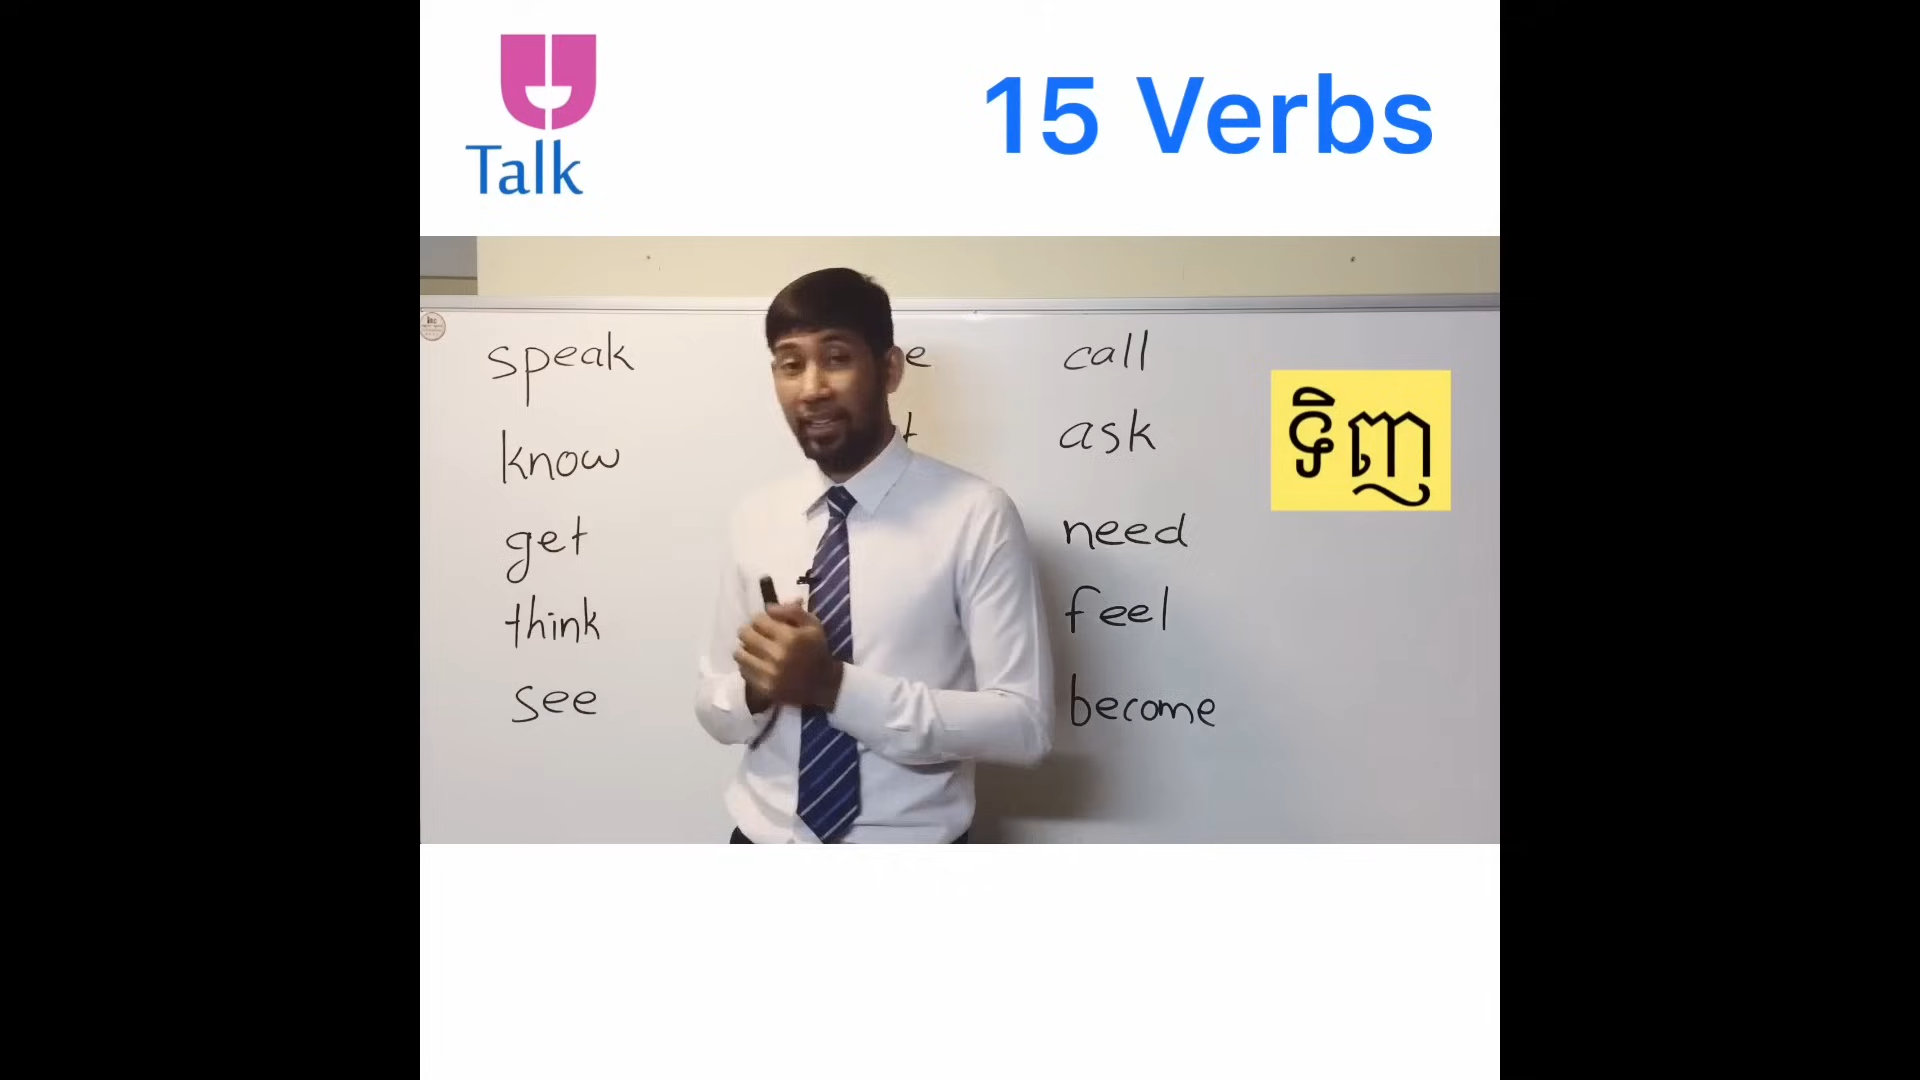 Talk
15 Verbs
speak
know
get
think
see
call
ask
need
feel
become
ទិញ